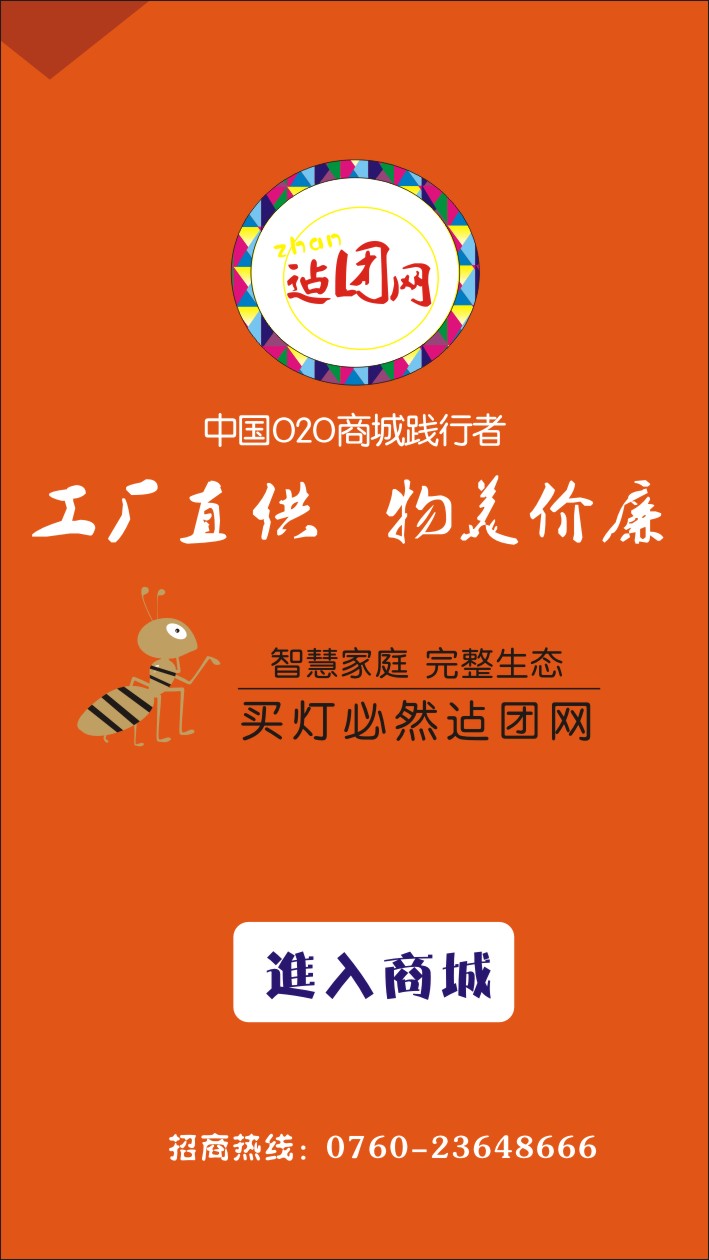 zhan
迠团网
中国O2O商城践行者
工厂直供 物美价廉
智慧家庭 完整生态
买灯必然迠团网
進入商城
招商热线：0760-23648666